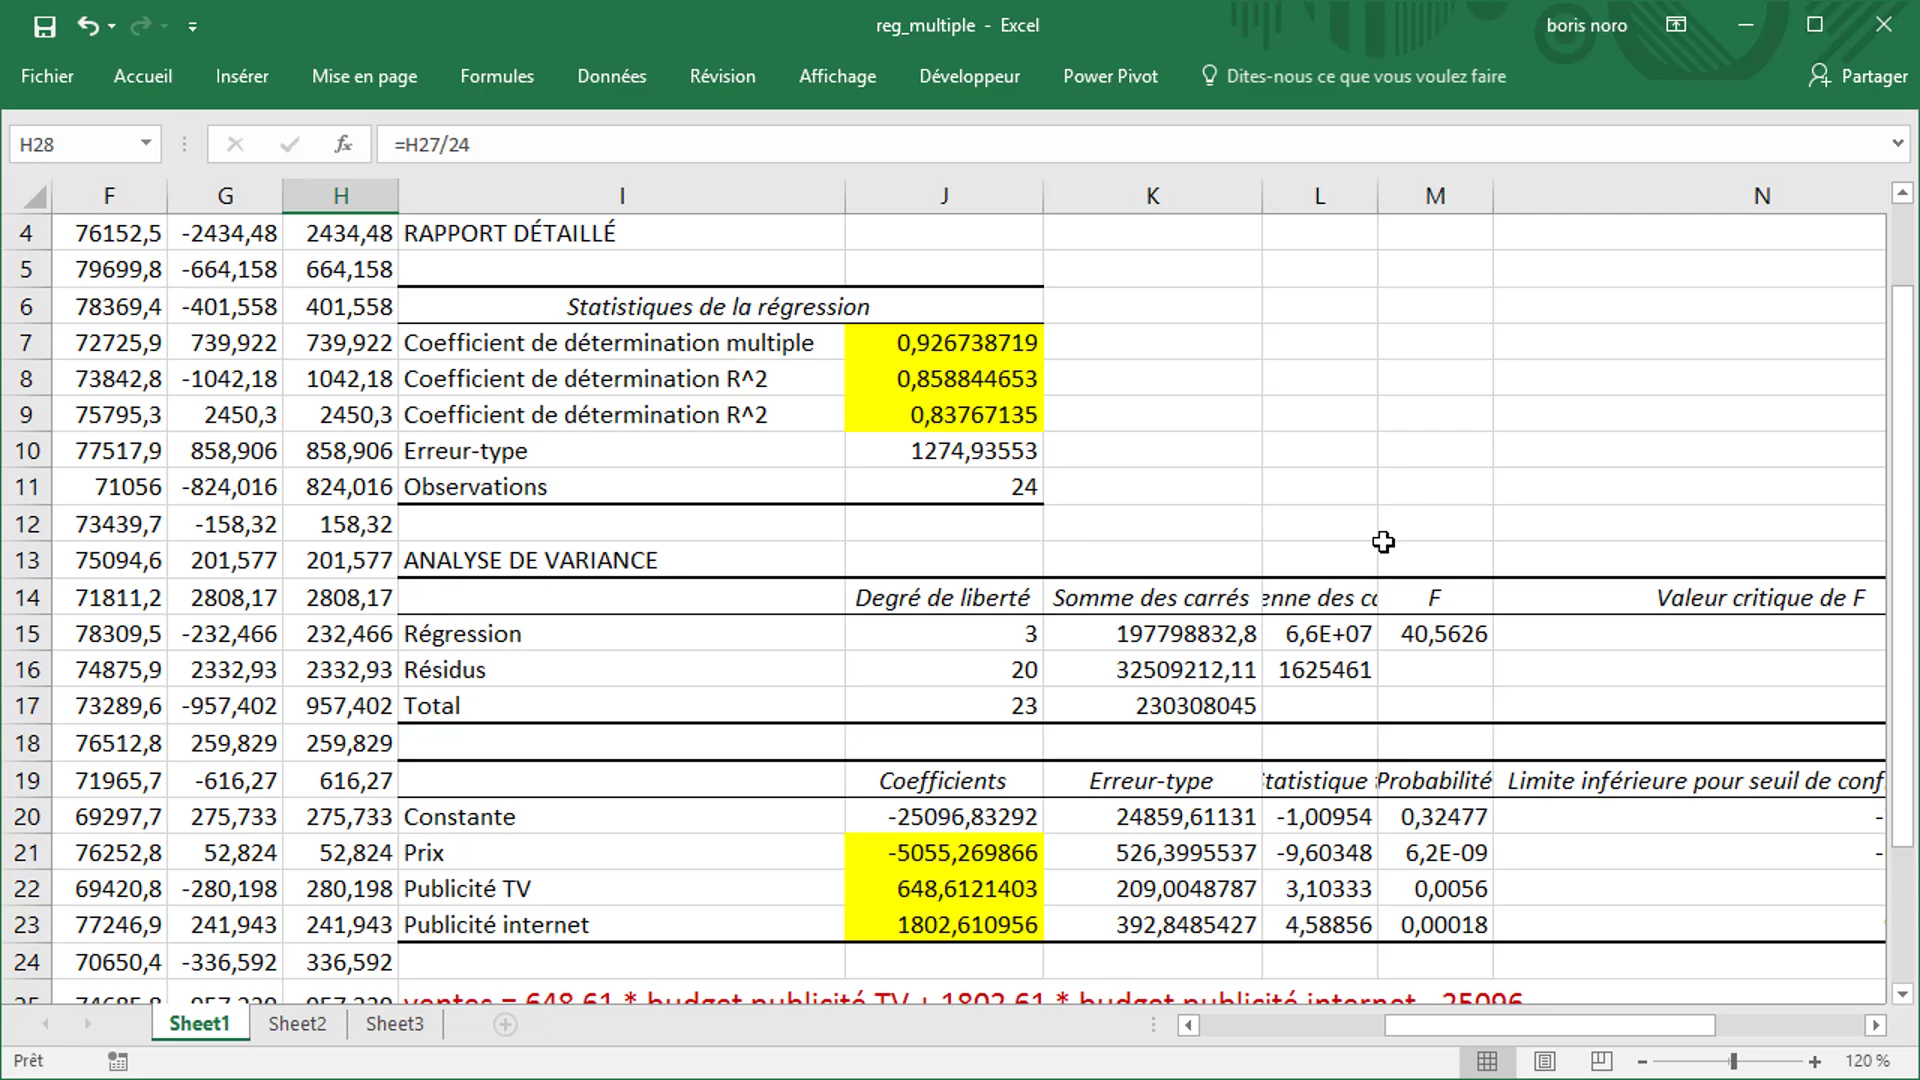 reg_multiple - Excel
boris noro
Fichier Accueil Insérer Mise en page Formules Données Révision Affichage Développeur Power Pivot Dites-nous ce que vous voulez faire Partager
H28 fx =H27/24
F G H I J K L M N
4 76152,5 -2434,48 2434,48 RAPPORT DÉTAILLÉ
5 79699,8 -664,158 664,158
6 78369,4 -401,558 401,558 Statistiques de la régression
7 72725,9 739,922 739,922 Coefficient de détermination multiple 0,926738719
8 73842,8 -1042,18 1042,18 Coefficient de détermination R^2 0,858844653
9 75795,3 2450,3 2450,3 Coefficient de détermination R^2 0,83767135
10 77517,9 858,906 858,906 Erreur-type 1274,93553
11 71056 -824,016 824,016 Observations 24
12 73439,7 -158,32 158,32
13 75094,6 201,577 201,577 ANALYSE DE VARIANCE
14 71811,2 2808,17 2808,17 Degré de liberté Somme des carrés enne des ca F Valeur critique de F
15 78309,5 -232,466 232,466 Régression 3 197798832,8 6,6E+07 40,5626
16 74875,9 2332,93 2332,93 Résidus 20 32509212,11 1625461
17 73289,6 -957,402 957,402 Total 23 230308045
18 76512,8 259,829 259,829
19 71965,7 -616,27 616,27 Coefficients Erreur-type Statistique Probabilité Limite inférieure pour seuil de conf
20 69297,7 275,733 275,733 Constante -25096,83292 24859,61131 -1,00954 0,32477 -
21 76252,8 52,824 52,824 Prix -5055,269866 526,3995537 -9,60348 6,2E-09 -
22 69420,8 -280,198 280,198 Publicité TV 648,6121403 209,0048787 3,10333 0,0056
23 77246,9 241,943 241,943 Publicité internet 1802,610956 392,8485427 4,58856 0,00018
24 70650,4 -336,592 336,592
25 ventes = 648,61 * budget publicité TV + 1802,61 * budget publicité internet - 25096
Sheet1 Sheet2 Sheet3
Prêt 120 %